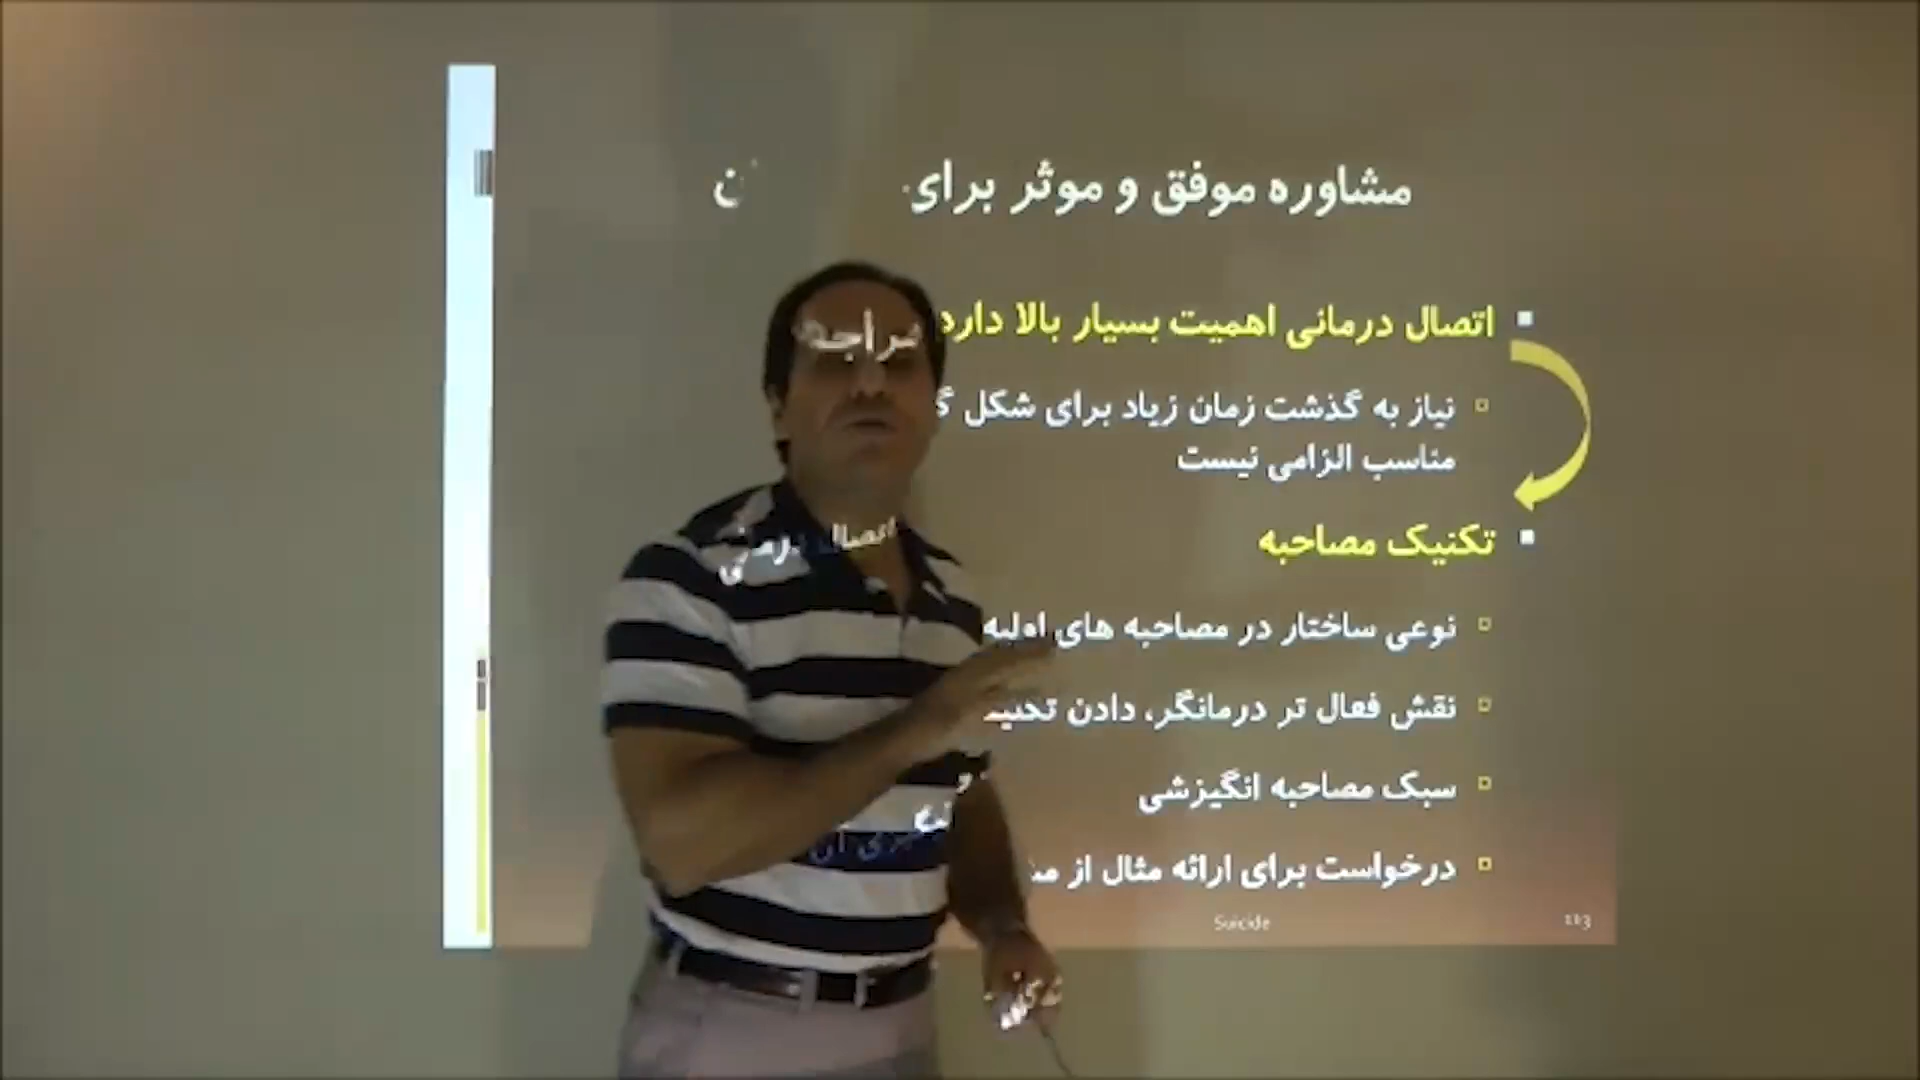 مشاوره موفق و موثر برای
اتصال درمانی اهمیت بسیار بالا دارد
نیاز به گذشت زمان زیاد برای شکل
مناسب الزامی نیست
تکنیک مصاحبه
نوعی ساختار در مصاحبه های اولیه
نقش فعال تر درمانگر، دادن
سبک مصاحبه انگیزشی
درخواست برای ارائه مثال از
Suicide
113